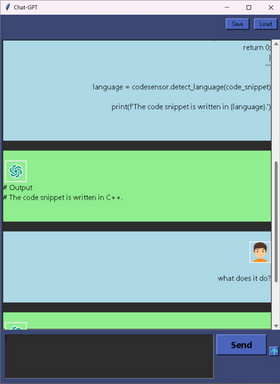 Chat-GPT
Save Load
return 0;
}
'''
language = codesensor.detect_language(code_snippet)
print(f'The code snippet is written in {language}.')
# Output
# The code snippet is written in C++.
what does it do?
Send